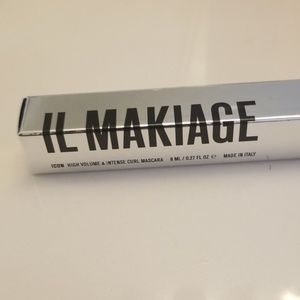 IL MAKIAGE
ICON HIGH VOLUME & INTENSE CURL MASCARA 8 ML / 0.27 FL.OZ. ℮ MADE IN ITALY